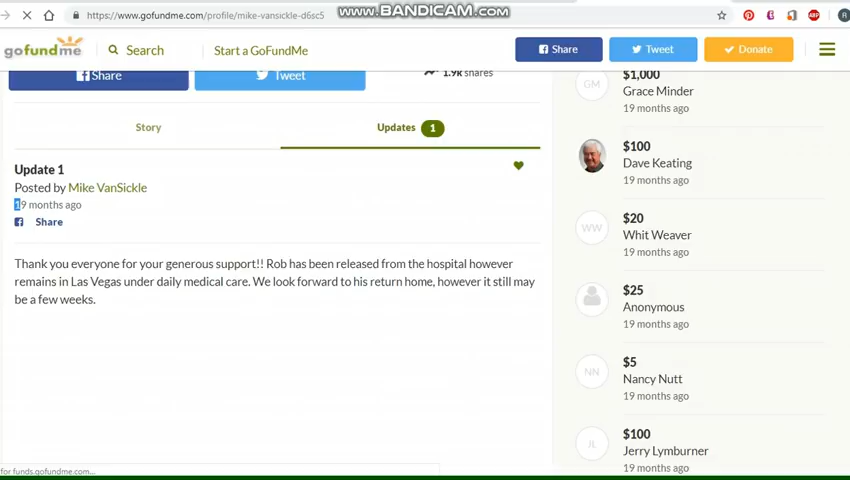 https://www.gofundme.com/profile/mike-vansickle-d6sc5
www.BANDICAM.com
gofundme
Search
Start a GoFundMe
Share
Tweet
Donate
Share
Tweet
1.9k shares
Story
Updates 1
Update 1
Posted by Mike VanSickle
19 months ago
Share
Thank you everyone for your generous support!! Rob has been released from the hospital however
remains in Las Vegas under daily medical care. We look forward to his return home, however it still may
be a few weeks.
GM
$1,000
Grace Minder
19 months ago
$100
Dave Keating
19 months ago
WW
$20
Whit Weaver
19 months ago
$25
Anonymous
19 months ago
NN
$5
Nancy Nutt
19 months ago
JL
$100
Jerry Lymburner
19 months ago
for funds.gofundme.com...